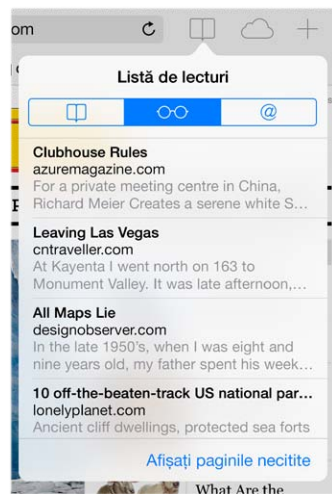 om
Listă de lecturi
@
Clubhouse Rules
azuremagazine.com
For a private meeting centre in China,
Richard Meier Creates a serene white S...
Leaving Las Vegas
cntraveller.com
At Kayenta I went north on 163 to
Monument Valley. It was late afternoon,...
All Maps Lie
designobserver.com
In the late 1950's, when I was eight and
nine years old, my father spent his week...
10 off-the-beaten-track US national par...
lonelyplanet.com
Ancient cliff dwellings, protected sea forts
Afișați paginile necitite
What Are the